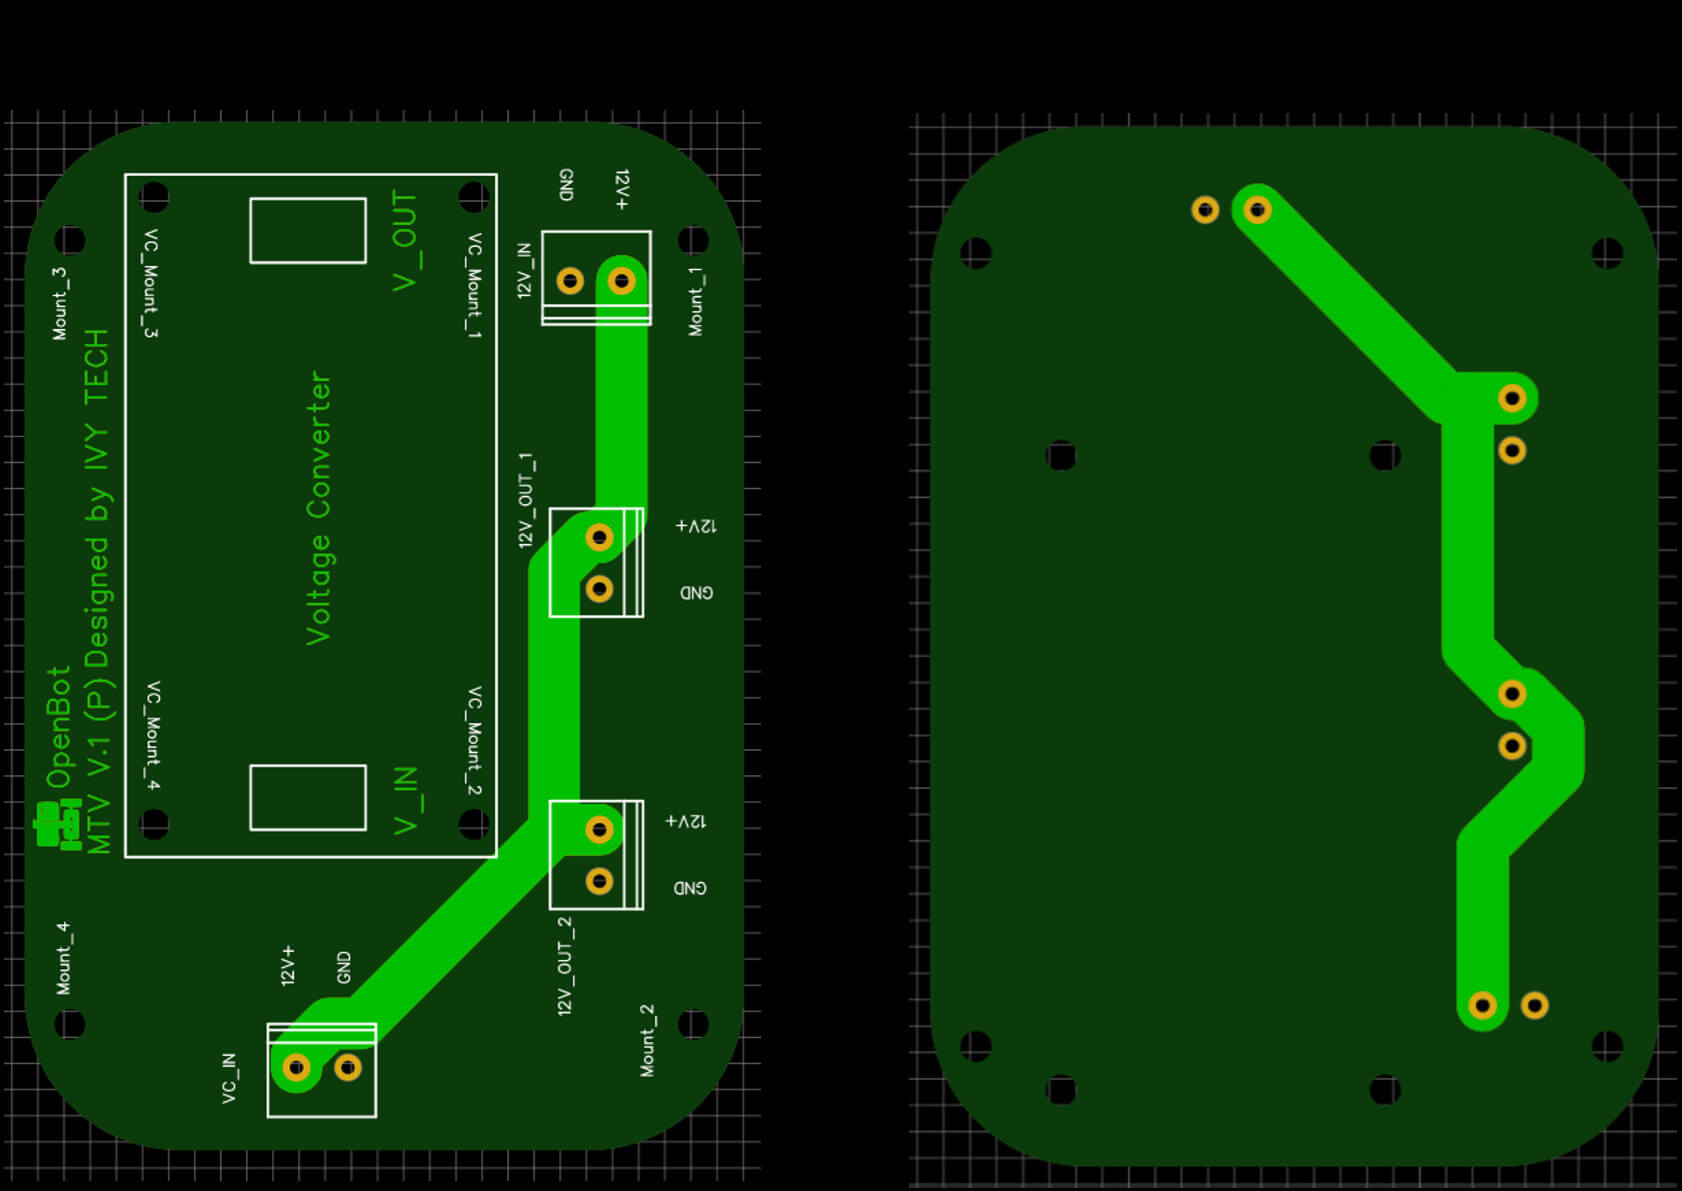 GND
12V+
V_OUT
12V_IN
VC_Mount_3
VC_Mount_1
Mount_3
Mount_1
Voltage Converter
12V_OUT_1
12V+
GND
OpenBot
MTV V.1 (P) Designed by IVY TECH
VC_Mount_4
VC_Mount_2
V_IN
12V+
GND
12V_OUT_2
Mount_4
12V+
GND
VC_IN
Mount_2